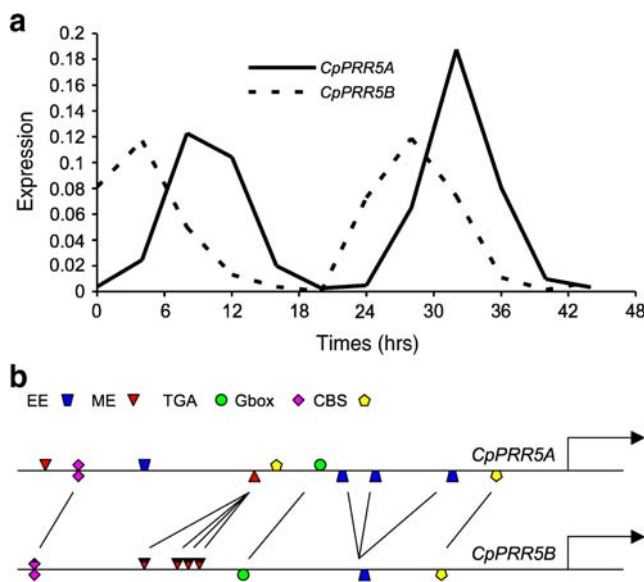 a
0.2
0.18
0.16
0.14
0.12
0.1
0.08
0.06
0.04
0.02
0
Expression
CpPRR5A
CpPRR5B
0 6 12 18 24 30 36 42 48
Times (hrs)
b
EE ME TGA Gbox CBS
CpPRR5A
CpPRR5B